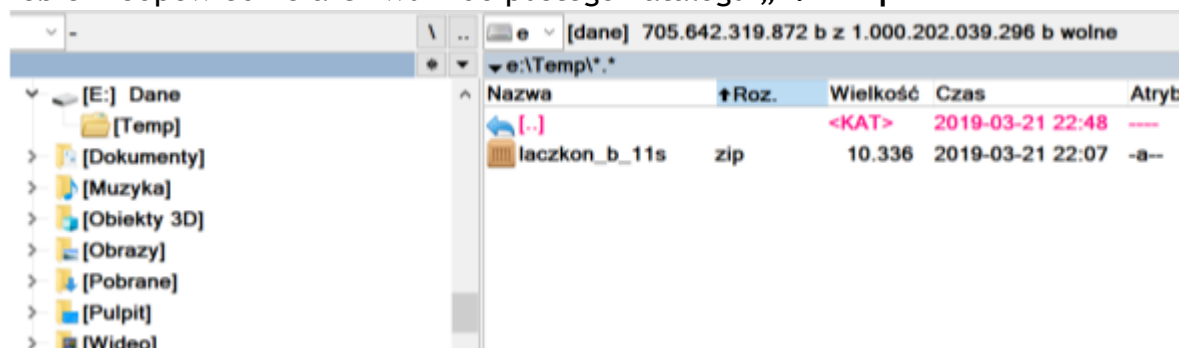 - \ .. e [dane] 705.642.319.872 b z 1.000.202.039.296 b wolne
* e:\Temp\*.*
[E:] Dane
[Temp]
[Dokumenty]
[Muzyka]
[Obiekty 3D]
[Obrazy]
[Pobrane]
[Pulpit]
[Wideo]
Nazwa Roz. Wielkość Czas Atryb
[..] <KAT> 2019-03-21 22:48 ----
laczkon_b_11s zip 10.336 2019-03-21 22:07 -a--